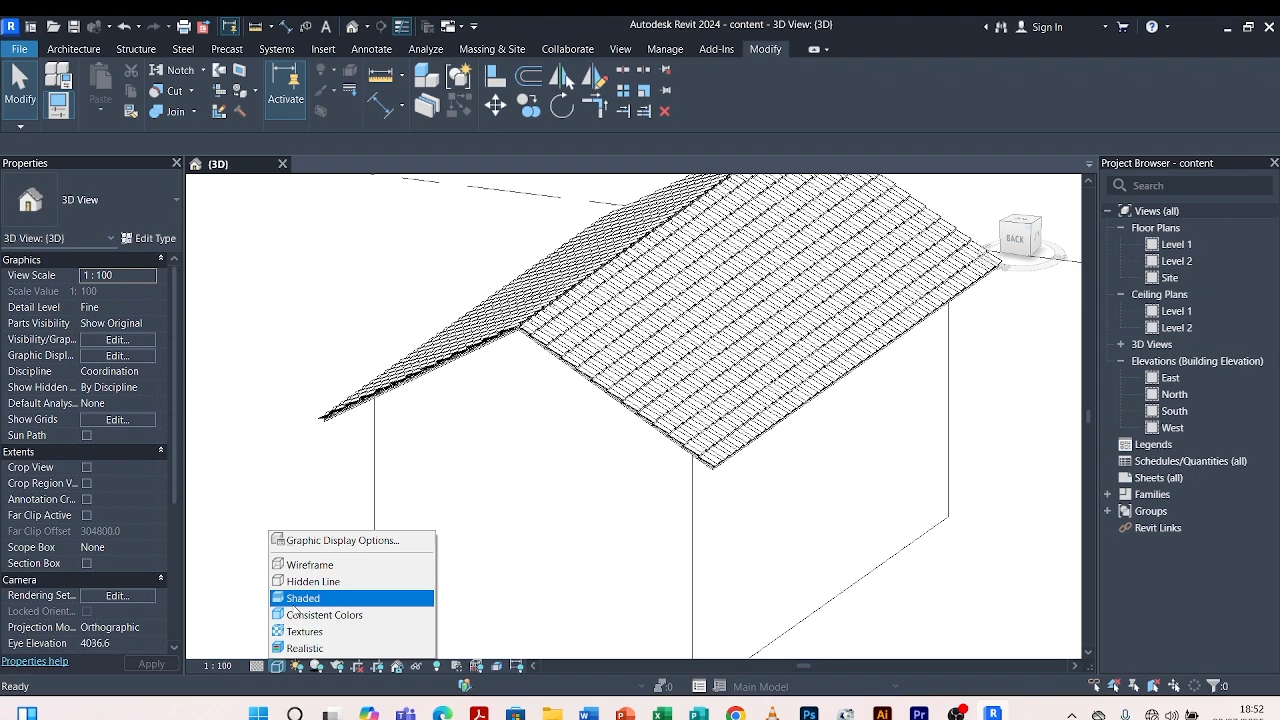 Autodesk Revit 2024 - content - 3D View: {3D}
Sign In
File Architecture Structure Steel Precast Systems Insert Annotate Analyze Massing & Site Collaborate View Manage Add-Ins Modify
Modify
Paste
Notch
Cut
Join
Activate
Properties
{3D}
Project Browser - content
3D View
Search
3D View: {3D}
Edit Type
Graphics
View Scale 1 : 100
Scale Value 1: 100
Detail Level Fine
Parts Visibility Show Original
Visibility/Grap... Edit...
Graphic Displ... Edit...
Discipline Coordination
Show Hidden ... By Discipline
Default Analys... None
Show Grids Edit...
Sun Path
Extents
Crop View
Crop Region V...
Annotation Cr...
Far Clip Active
Far Clip Offset 304800.0
Scope Box None
Section Box
Camera
Rendering Set... Edit...
Locked Orient...
Projection Mo... Orthographic
Eye Elevation 4036.6
Properties help
Apply
BACK
Graphic Display Options...
Wireframe
Hidden Line
Shaded
Consistent Colors
Textures
Realistic
Views (all)
Floor Plans
Level 1
Level 2
Site
Ceiling Plans
Level 1
Level 2
3D Views
Elevations (Building Elevation)
East
North
South
West
Legends
Schedules/Quantities (all)
Sheets (all)
Families
Groups
Revit Links
1 : 100
Ready
:0
Main Model
:0
18:52